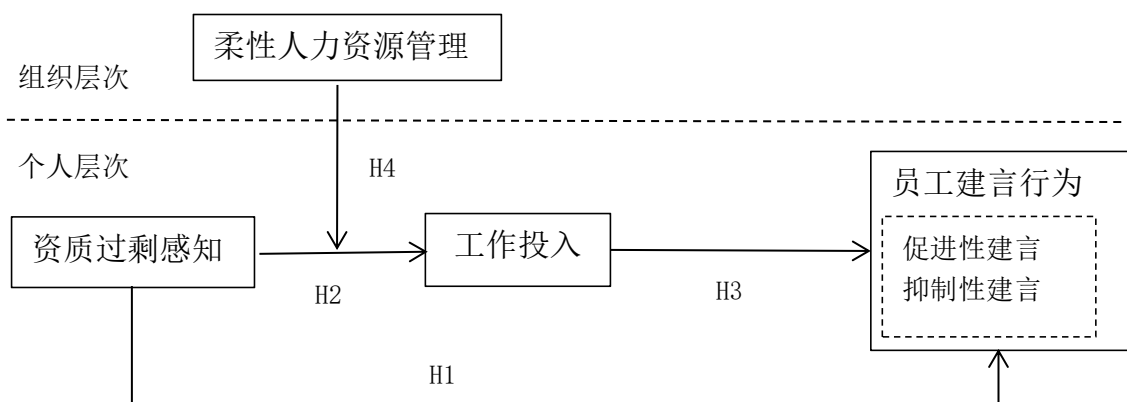 柔性人力资源管理
组织层次
个人层次
H4
员工建言行为
资质过剩感知
工作投入
促进性建言
抑制性建言
H2
H3
H1